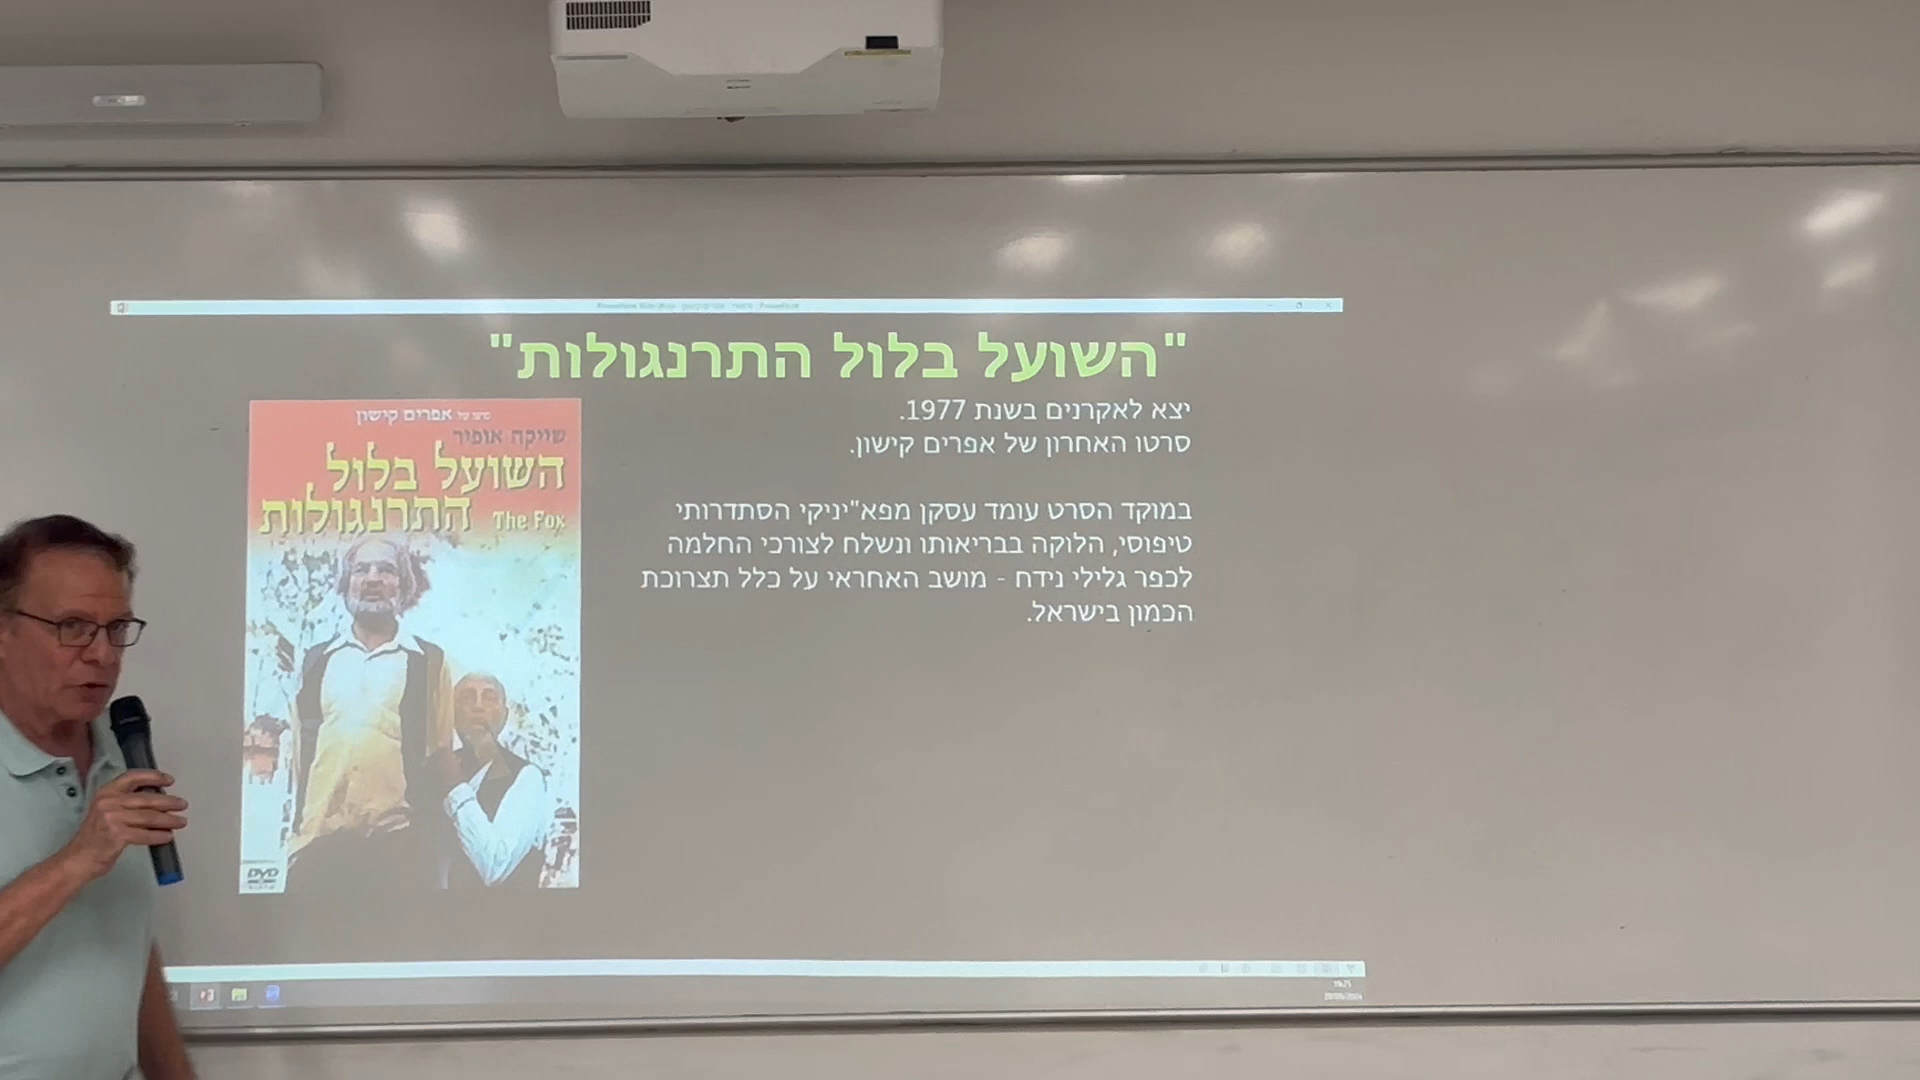 "השועל בלול התרנגולות"
יצא לאקרנים בשנת 1977.
סרטו האחרון של אפרים קישון.
במוקד הסרט עומד עסקן מפא"יניקי הסתדרותי
טיפוסי, הלוקה בבריאותו ונשלח לצורכי החלמה
לכפר גלילי נידח - מושב האחראי על כלל תצרוכת
הכמון בישראל.
סרטו של אפרים קישון
שייקה אופיר
השועל בלול
התרנגולות The Fox
DVD